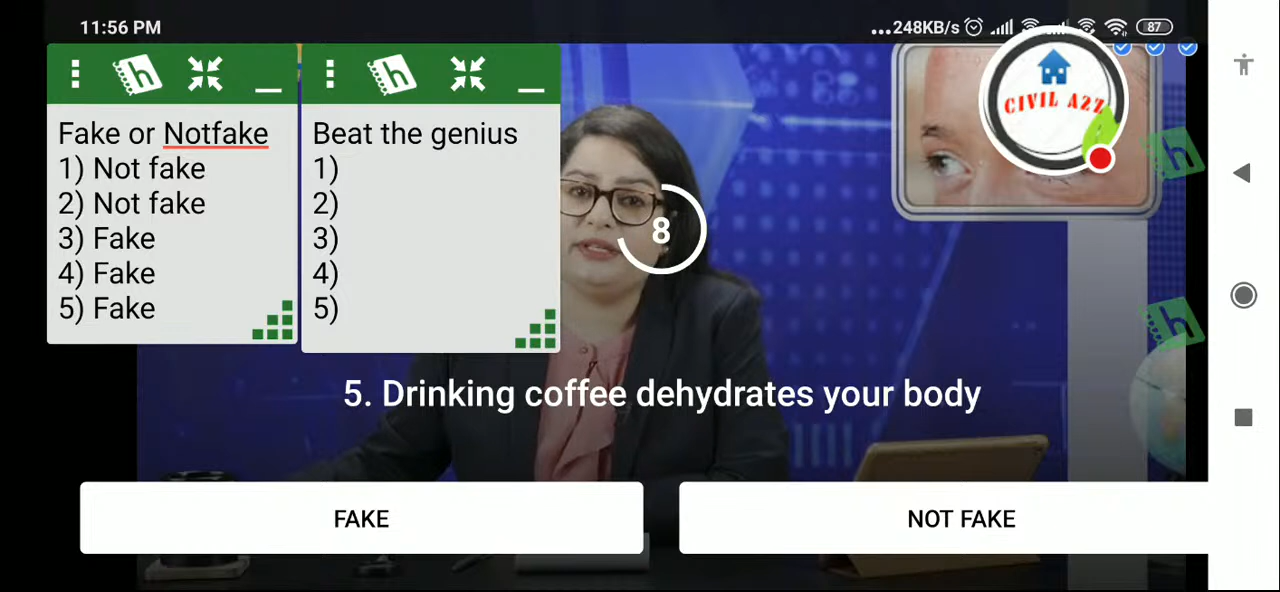 11:56 PM
...248KB/s
87
Fake or Notfake
1) Not fake
2) Not fake
3) Fake
4) Fake
5) Fake
Beat the genius
1)
2)
3)
4)
5)
CIVIL A2Z
8
5. Drinking coffee dehydrates your body
FAKE
NOT FAKE